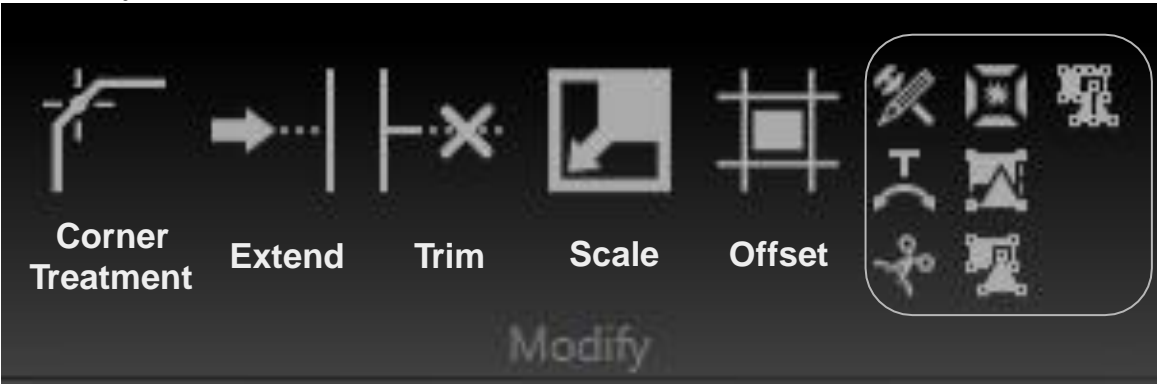 Corner
Treatment
Extend
Trim
Scale
Offset
T
Modify